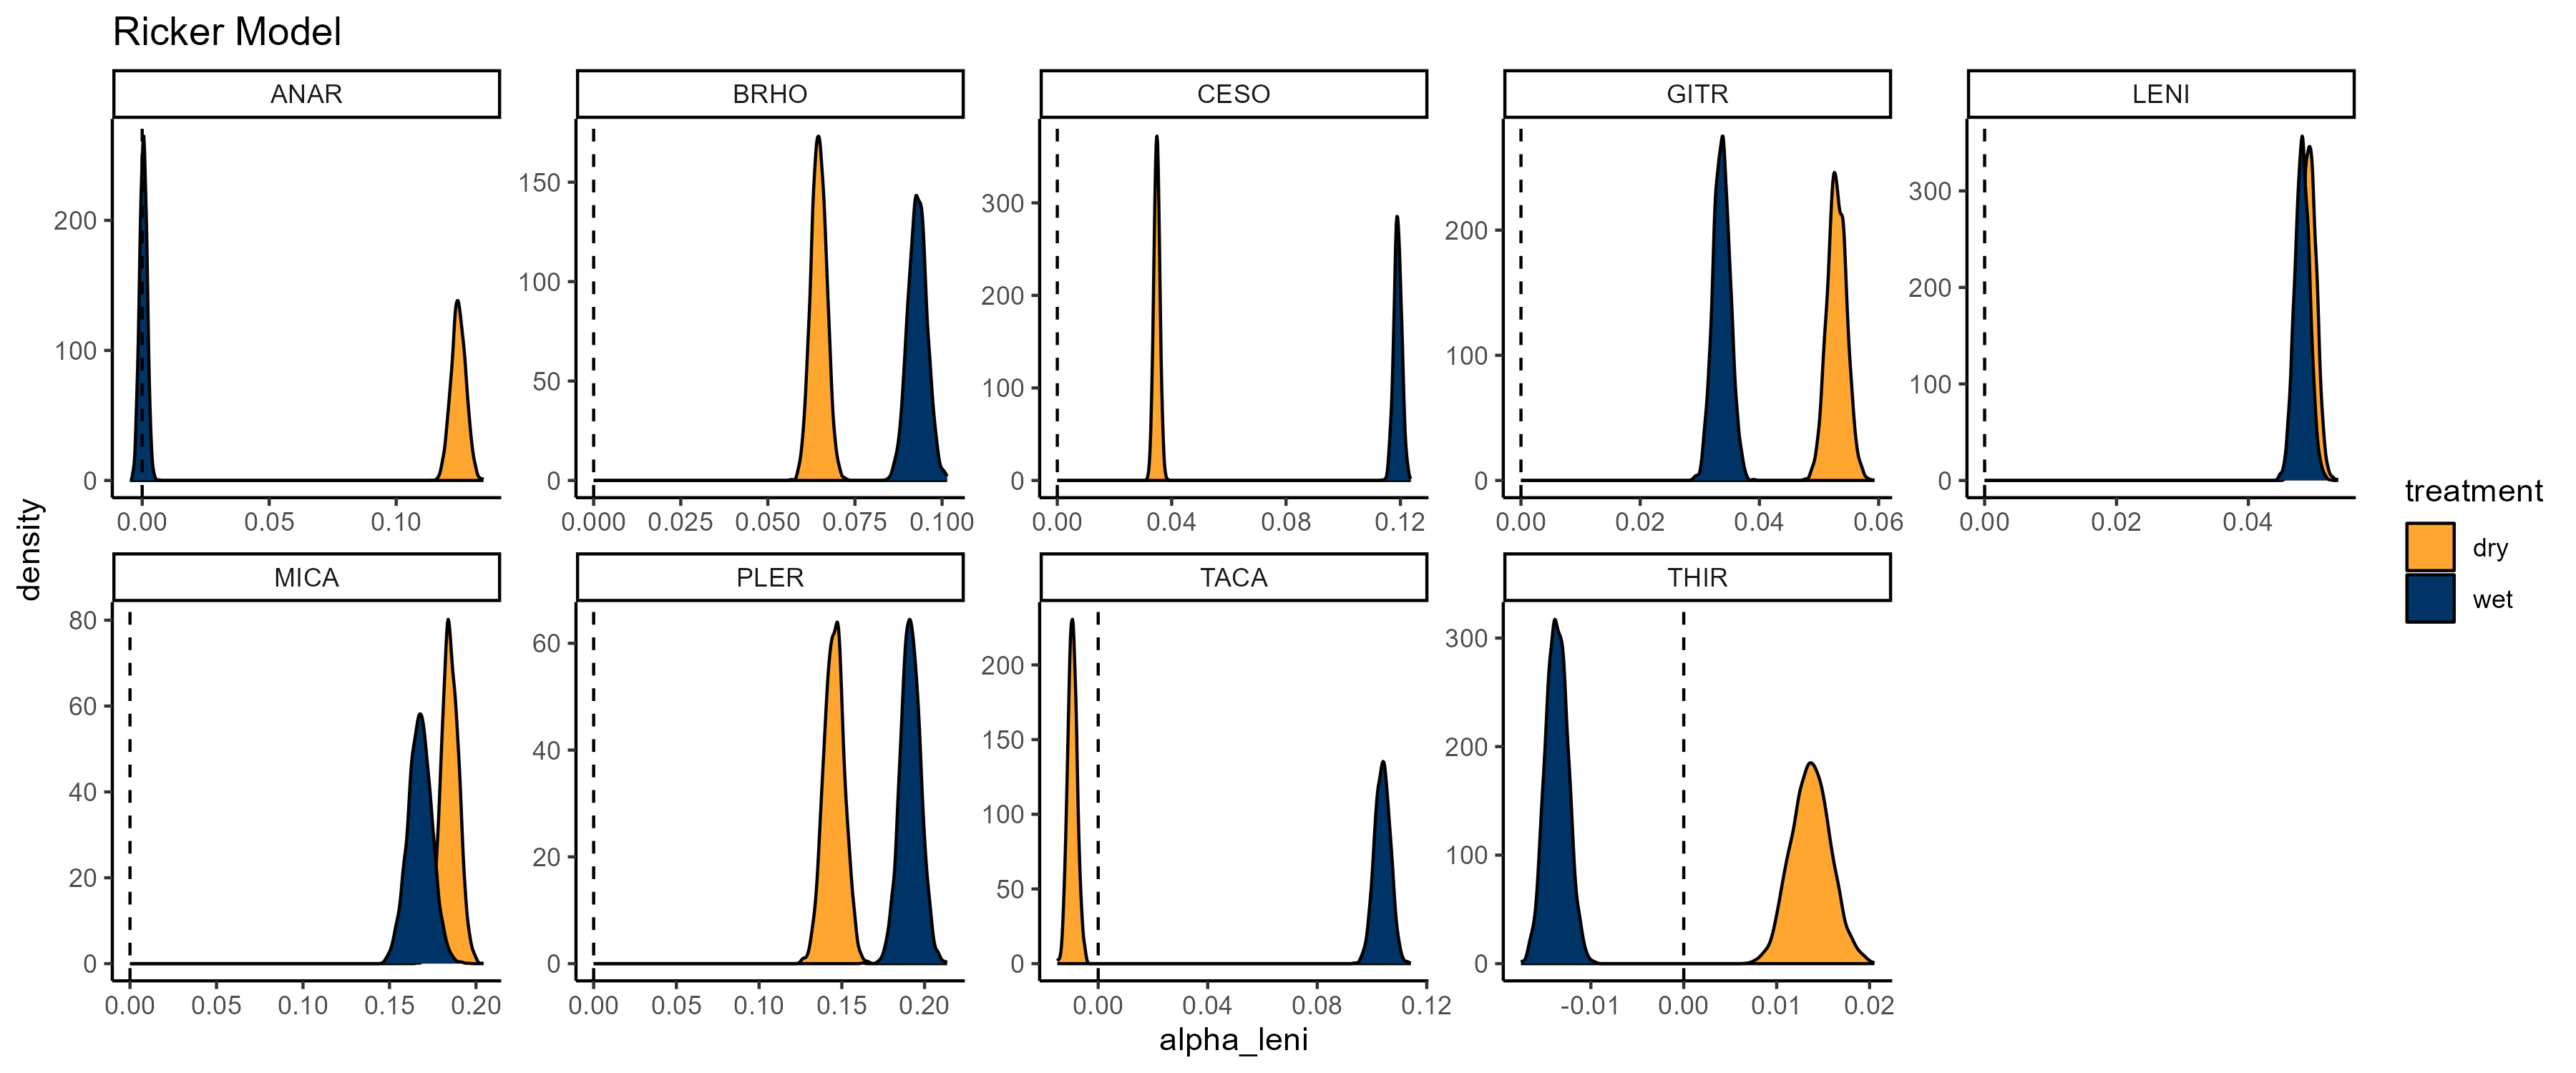 Ricker Model
ANAR BRHO CESO GITR LENI
200 100 0
150 100 50 0
300 200 100 0
200 100 0
300 200 100 0
0.00 0.05 0.10
0.000 0.025 0.050 0.075 0.100
0.00 0.04 0.08 0.12
0.00 0.02 0.04 0.06
0.00 0.02 0.04
MICA PLER TACA THIR
80 60 40 20 0
60 40 20 0
200 150 100 50 0
300 200 100 0
0.00 0.05 0.10 0.15 0.20
0.00 0.05 0.10 0.15 0.20
0.00 0.04 0.08 0.12
-0.01 0.00 0.01 0.02
density
alpha_leni
treatment
dry
wet